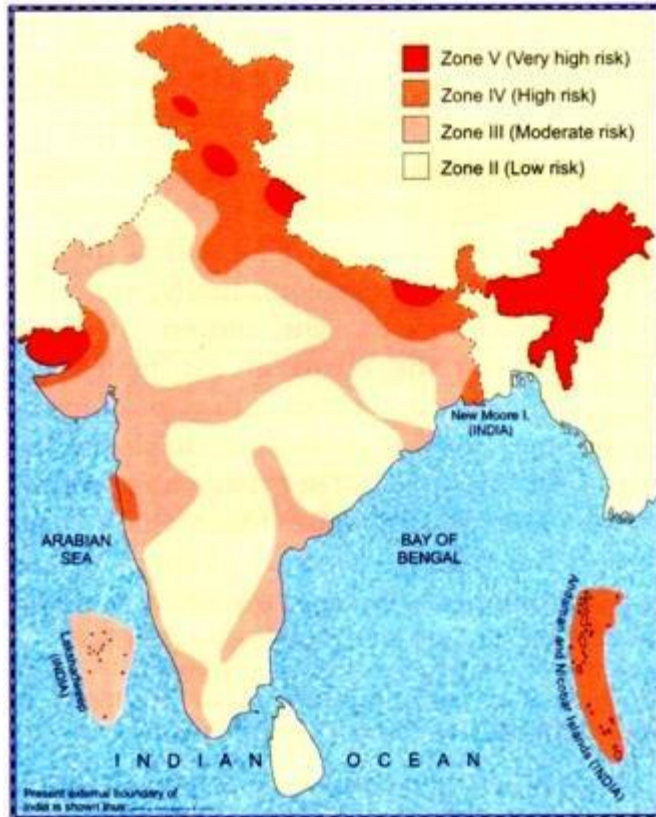 Zone V (Very high risk)
Zone IV (High risk)
Zone III (Moderate risk)
Zone II (Low risk)
New Moore I.
(INDIA)
ARABIAN
SEA
BAY OF
BENGAL
Lakshadweep
(INDIA)
Andaman and Nicobar Islands (INDIA)
INDIAN OCEAN
Present external boundary of
India is shown thus